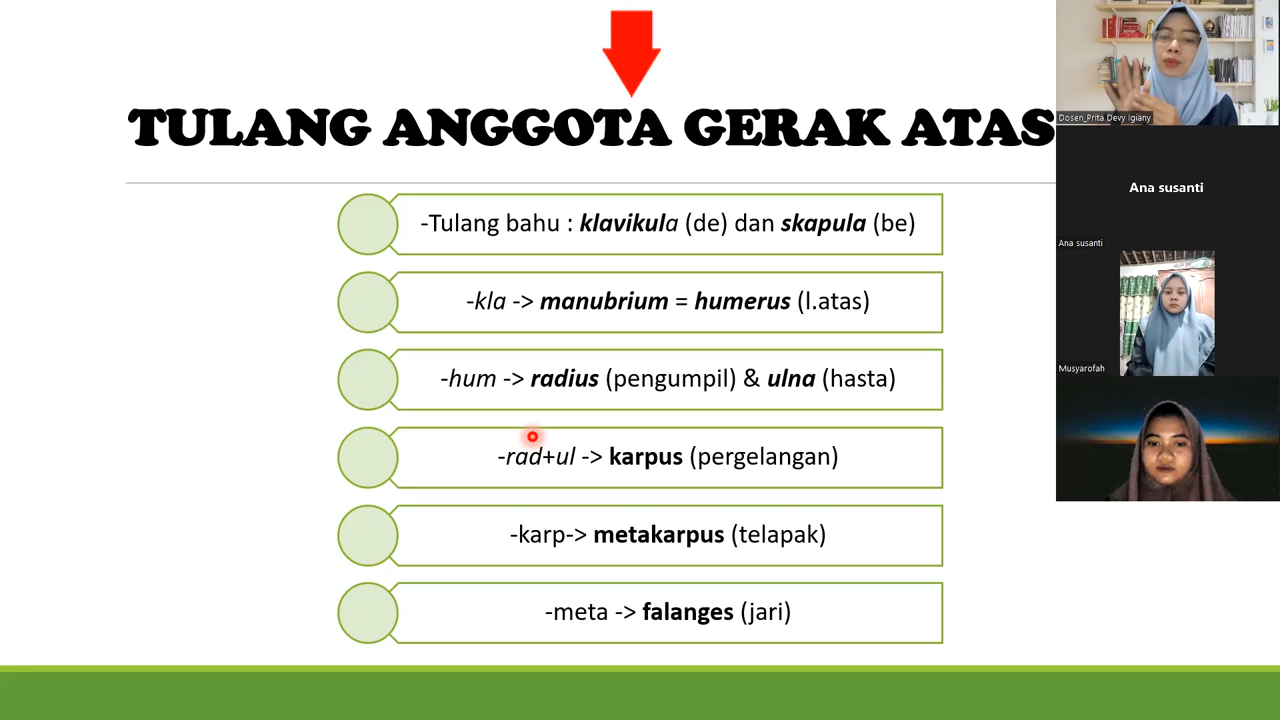 TULANG ANGGOTA GERAK ATAS
-Tulang bahu : klavikula (de) dan skapula (be)
-kla -> manubrium = humerus (l.atas)
-hum -> radius (pengumpil) & ulna (hasta)
-rad+ul -> karpus (pergelangan)
-karp-> metakarpus (telapak)
-meta -> falanges (jari)
Dosen_Prita Devy Igiany
Ana susanti
Ana susanti
Musyarofah